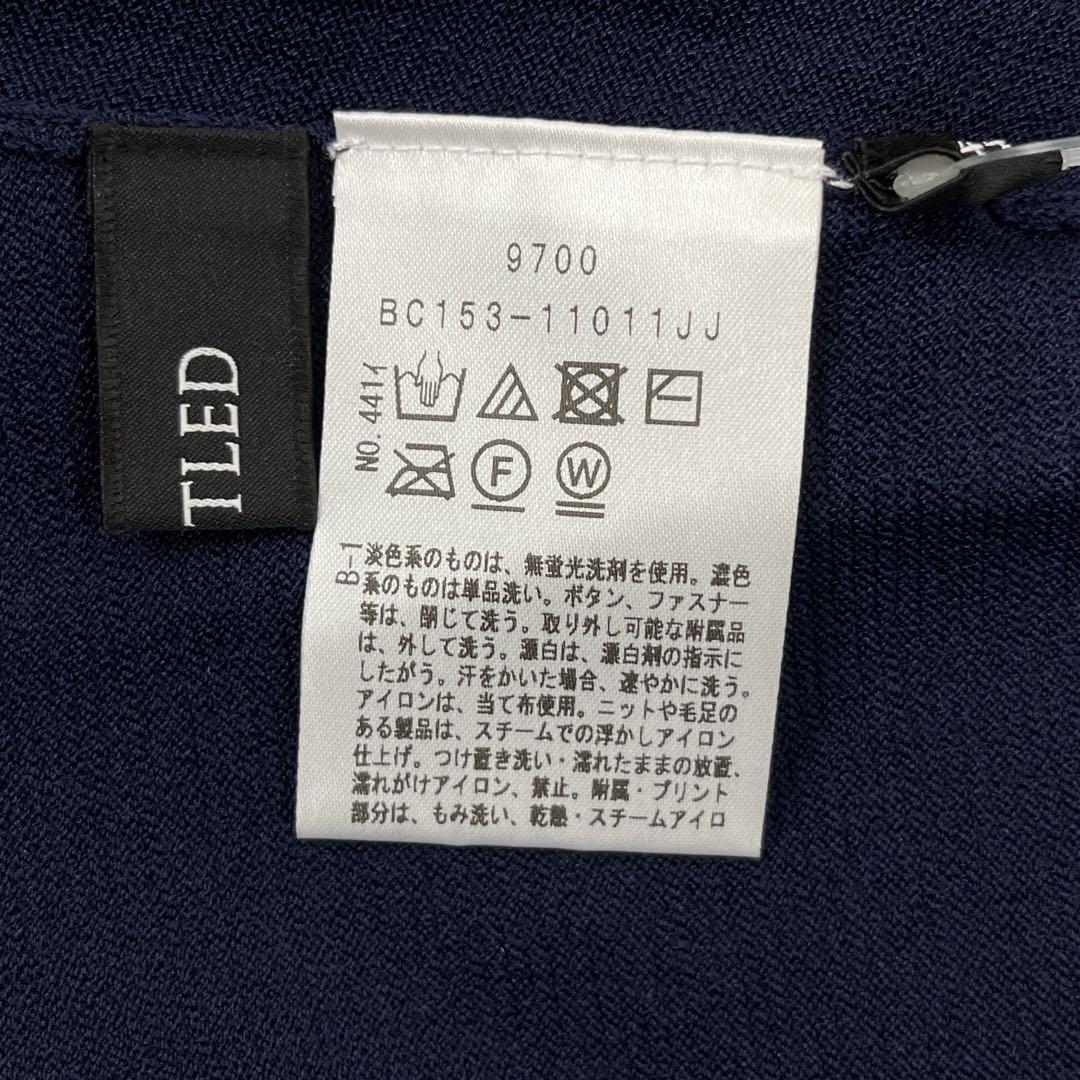 TLED
9700
BC153-11011JJ
NO. 441イ
F
W
B-1
淡色系のものは、無蛍光洗剤を使用。濃色
系のものは単品洗い。ボタン、ファスナー
等は、閉じて洗う。取り外し可能な附属品
は、外して洗う。漂白は、漂白剤の指示に
したがう。汗をかいた場合、速やかに洗う。
アイロンは、当て布使用。ニットや毛足の
ある製品は、スチームでの浮かしアイロン
仕上げ。つけ置き洗い・濡れたままの放置、
濡れがけアイロン、禁止。附属・プリント
部分は、もみ洗い、乾熱・スチームアイロ